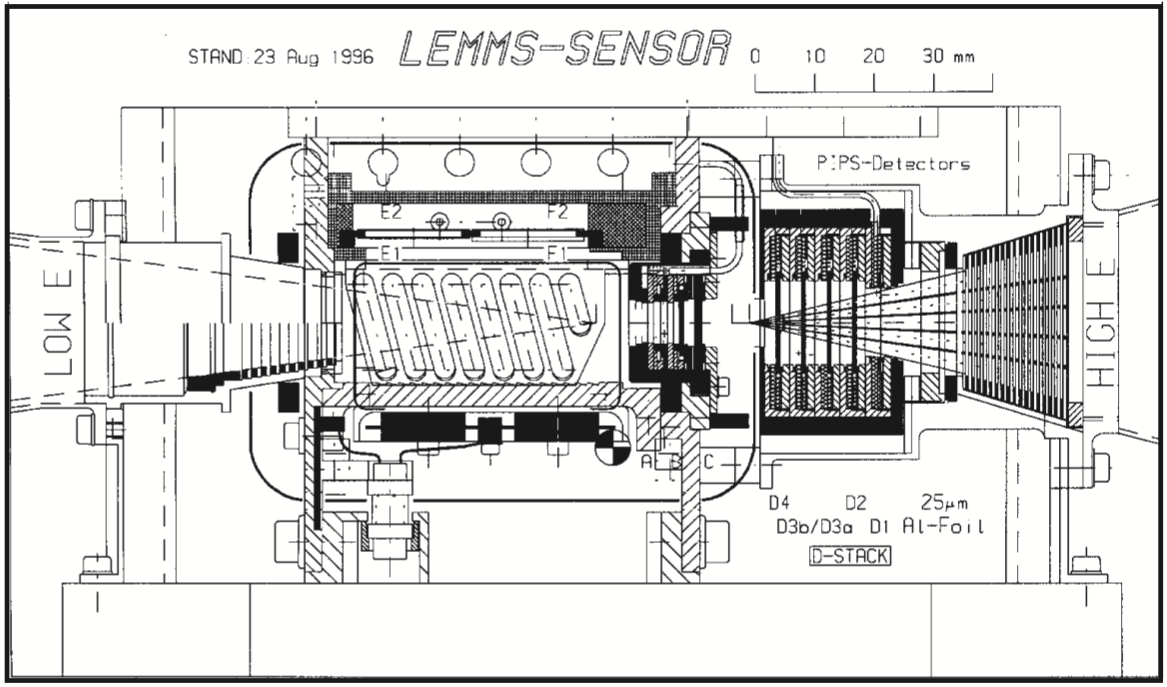 STAND:23 Aug 1996 LEMMS-SENSOR 0 10 20 30 mm
PIPS-Detectors
E2 F2
E1 F1
LOW E
HIGH E
A B C
D4 D2 25µm
D3b/D3a D1 Al-Foil
D-STACK